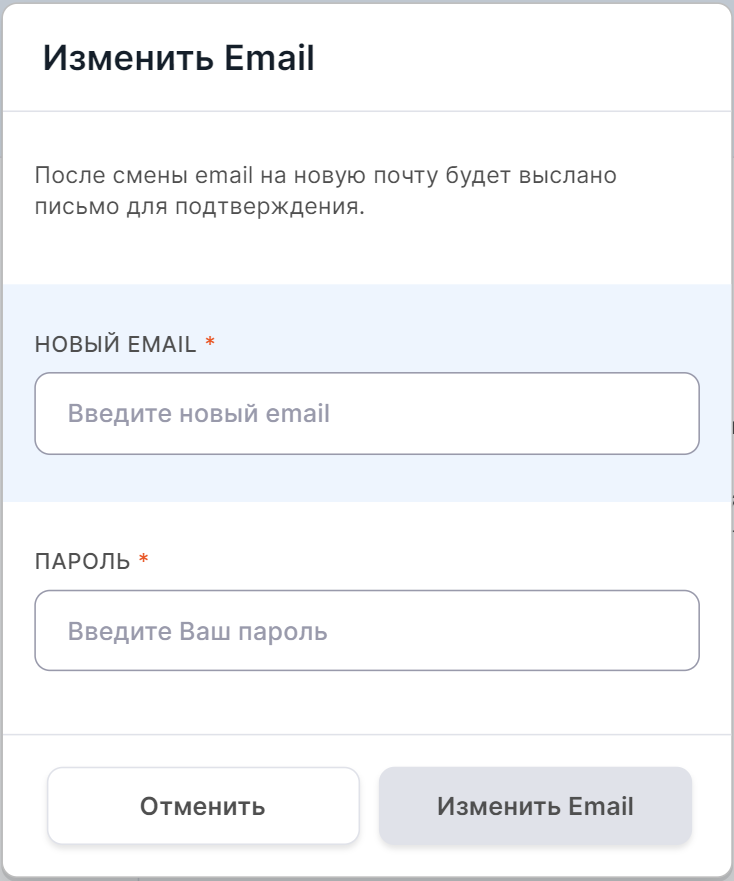 Изменить Email
После смены email на новую почту будет выслано
письмо для подтверждения.
НОВЫЙ EMAIL *
Введите новый email
ПАРОЛЬ *
Введите Ваш пароль
Отменить
Изменить Email